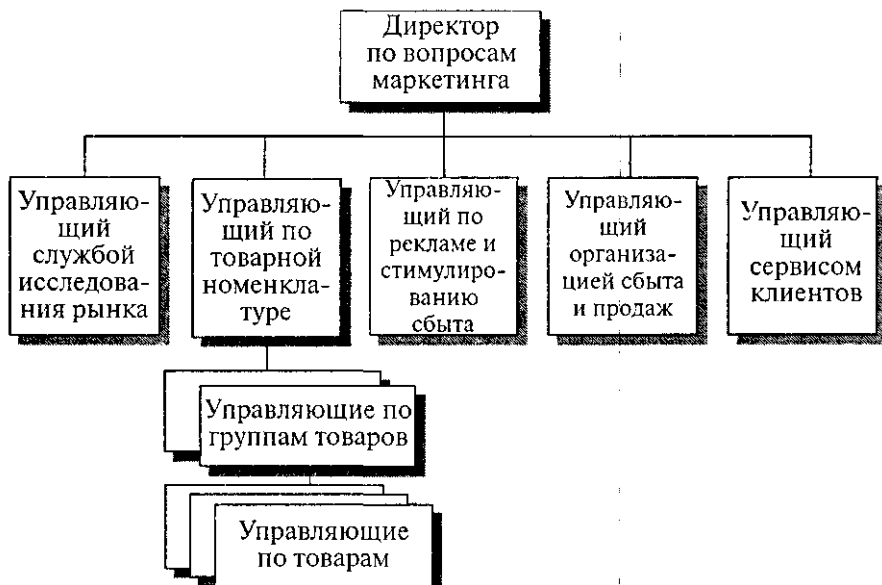 Директор
по вопросам
маркетинга
Управляю-
щий
службой
исследова-
ния рынка
Управляю-
щий по
товарной
номенкла-
туре
Управляю-
щий по
рекламе и
стимулиро-
ванию
сбыта
Управляю-
щий
организа-
цией сбыта
и продаж
Управляю-
щий
сервисом
клиентов
Управляющие по
группам товаров
Управляющие
по товарам